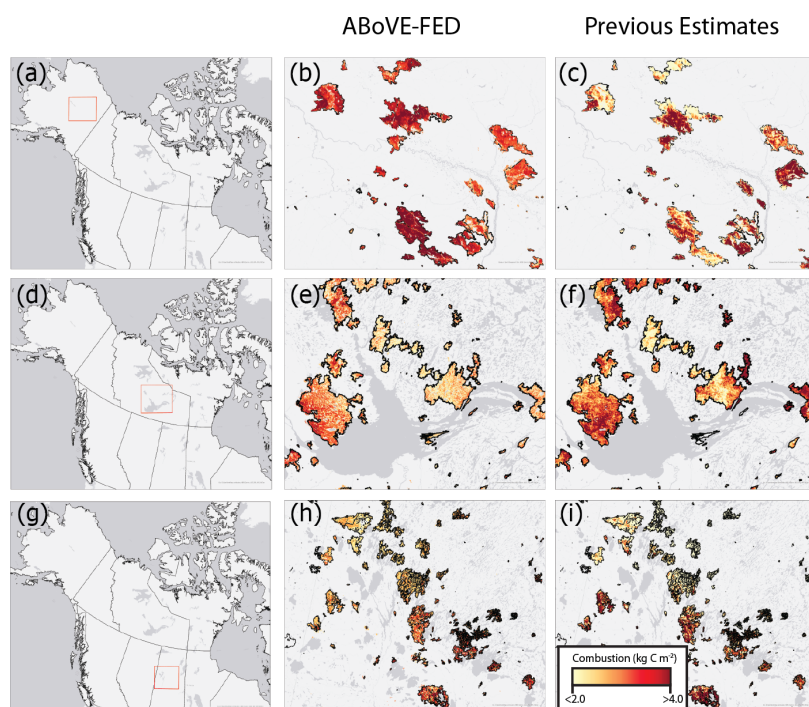 ABoVE-FED Previous Estimates
(a) (b) (c)
(d) (e) (f)
(g) (h) (i)
Combustion (kg C m⁻²)
<2.0 >4.0